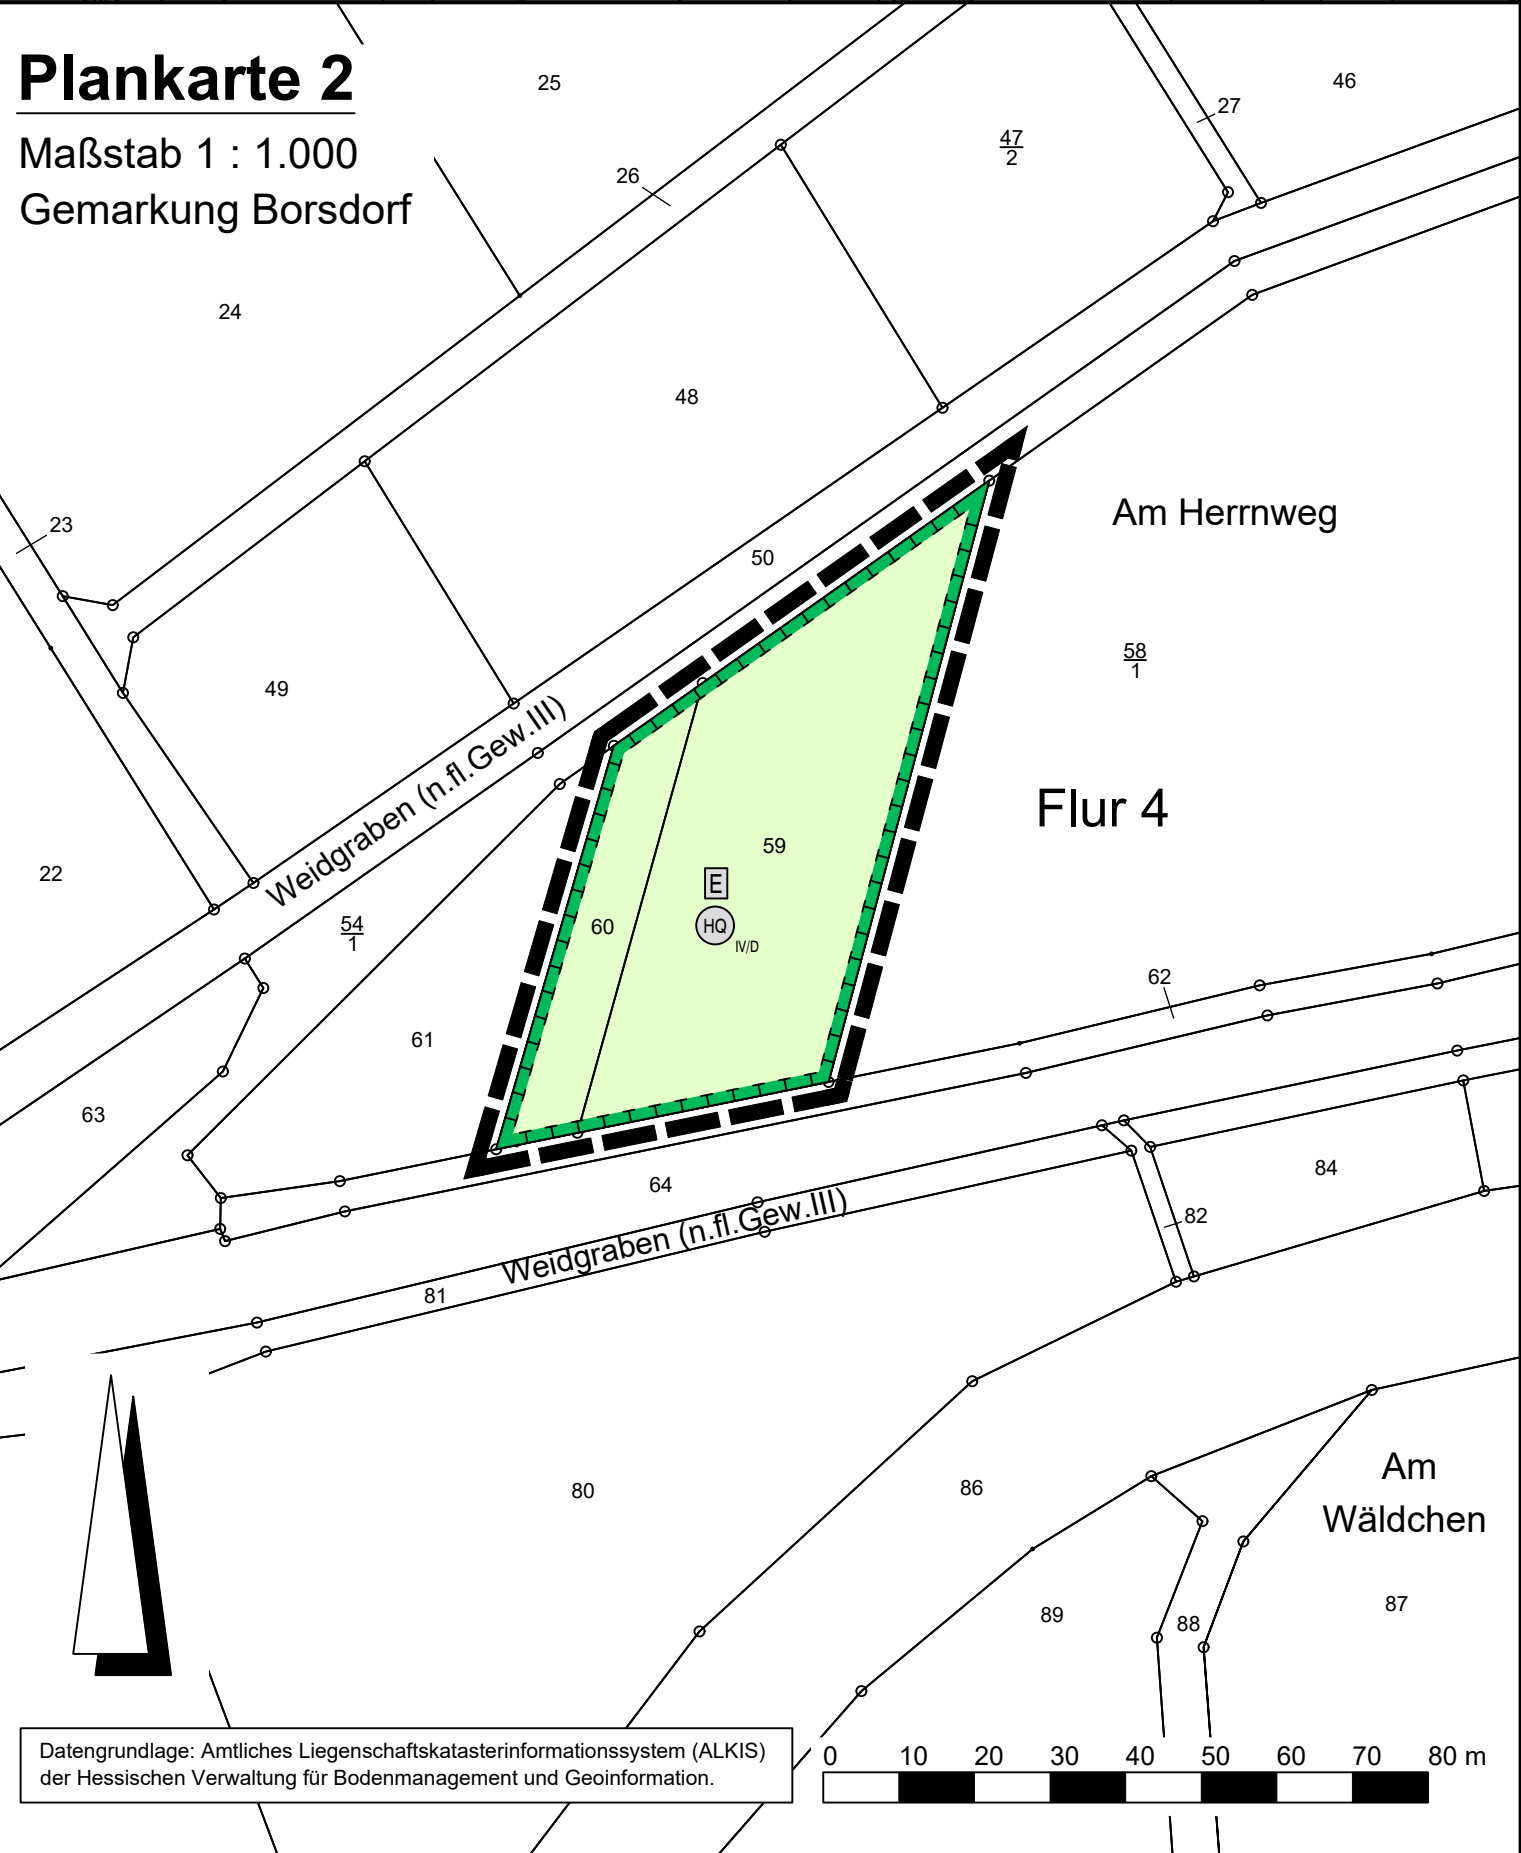 Plankarte 2
Maßstab 1 : 1.000
Gemarkung Borsdorf
25
46
27
47
2
26
24
48
23
Am Herrnweg
50
58
1
49
Weidgraben (n.fl.Gew.III)
Flur 4
59
22
E
54
1
60
HQ
IV/D
62
61
63
84
64
82
Weidgraben (n.fl.Gew.III)
81
80
86
Am
Wäldchen
89
88
87
Datengrundlage: Amtliches Liegenschaftskatasterinformationssystem (ALKIS)
der Hessischen Verwaltung für Bodenmanagement und Geoinformation.
0 10 20 30 40 50 60 70 80 m